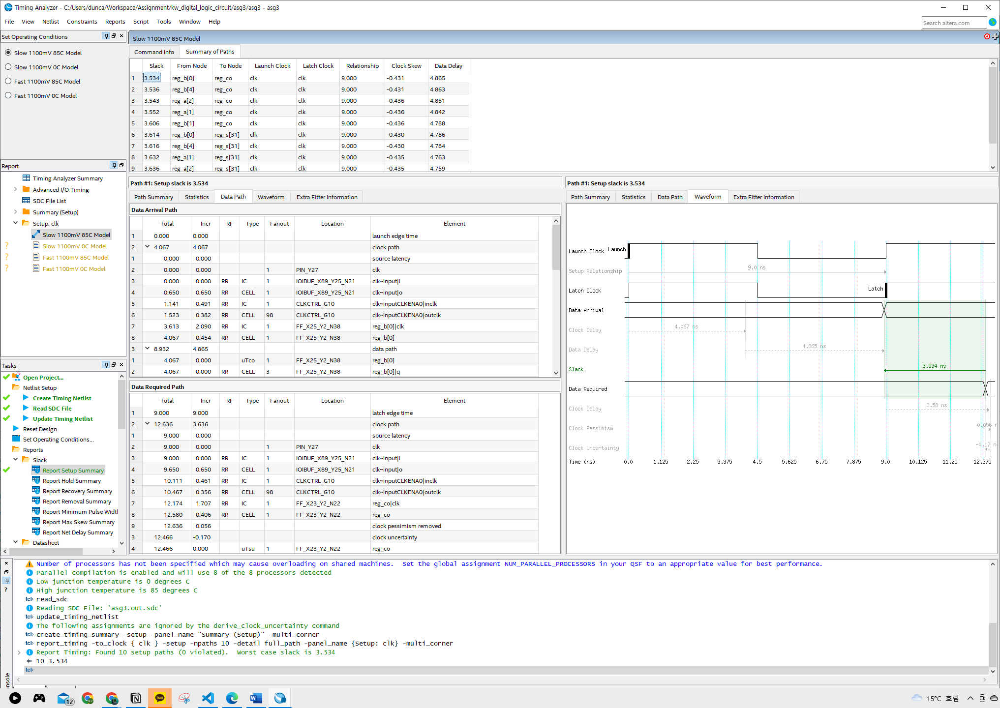 Timing Analyzer - C:/Users/dunca/Workspace/Assignment/kw_digital_logic_circuit/asg3/asg3 - asg3
File View Netlist Constraints Reports Script Tools Window Help
Search altera.com
Set Operating Conditions
Slow 1100mV 85C Model
Slow 1100mV 0C Model
Fast 1100mV 85C Model
Fast 1100mV 0C Model
Report
Timing Analyzer Summary
Advanced I/O Timing
SDC File List
Summary (Setup)
Setup: clk
Slow 1100mV 85C Model
? Slow 1100mV 0C Model
? Fast 1100mV 85C Model
? Fast 1100mV 0C Model
Tasks
Open Project...
Netlist Setup
Create Timing Netlist
Read SDC File
Update Timing Netlist
Reset Design
Set Operating Conditions...
Reports
Slack
Report Setup Summary
Report Hold Summary
Report Recovery Summary
Report Removal Summary
Report Minimum Pulse Widtl
Report Max Skew Summary
Report Net Delay Summary
Datasheet
Slow 1100mV 85C Model
Command Info Summary of Paths
Slack From Node To Node Launch Clock Latch Clock Relationship Clock Skew Data Delay
1 3.534 reg_b[0] reg_co clk clk 9.000 -0.431 4.865
2 3.536 reg_b[4] reg_co clk clk 9.000 -0.431 4.863
3 3.543 reg_a[2] reg_co clk clk 9.000 -0.436 4.851
4 3.552 reg_a[1] reg_co clk clk 9.000 -0.436 4.842
5 3.606 reg_b[1] reg_co clk clk 9.000 -0.436 4.788
6 3.614 reg_b[0] reg_s[31] clk clk 9.000 -0.430 4.786
7 3.616 reg_b[4] reg_s[31] clk clk 9.000 -0.430 4.784
8 3.632 reg_a[1] reg_s[31] clk clk 9.000 -0.435 4.763
9 3.636 reg_a[2] reg_s[31] clk clk 9.000 -0.435 4.759
Path #1: Setup slack is 3.534
Path Summary Statistics Data Path Waveform Extra Fitter Information
Data Arrival Path
Total Incr RF Type Fanout Location Element
1 0.000 0.000 launch edge time
2 4.067 4.067 clock path
1 0.000 0.000 source latency
2 0.000 0.000 1 PIN_Y27 clk
3 0.000 0.000 RR IC 1 IOIBUF_X89_Y25_N21 clk~input|i
4 0.650 0.650 RR CELL 1 IOIBUF_X89_Y25_N21 clk~input|o
5 1.141 0.491 RR IC 1 CLKCTRL_G10 clk~inputCLKENA0|inclk
6 1.523 0.382 RR CELL 98 CLKCTRL_G10 clk~inputCLKENA0|outclk
7 3.613 2.090 RR IC 1 FF_X25_Y2_N38 reg_b[0]|clk
8 4.067 0.454 RR CELL 1 FF_X25_Y2_N38 reg_b[0]
3 8.932 4.865 data path
1 4.067 0.000 uTco 1 FF_X25_Y2_N38 reg_b[0]
2 4.067 0.000 RR CELL 3 FF_X25_Y2_N38 reg_b[0]|q
Data Required Path
Total Incr RF Type Fanout Location Element
1 9.000 9.000 latch edge time
2 12.636 3.636 clock path
1 9.000 0.000 source latency
2 9.000 0.000 1 PIN_Y27 clk
3 9.000 0.000 RR IC 1 IOIBUF_X89_Y25_N21 clk~input|i
4 9.650 0.650 RR CELL 1 IOIBUF_X89_Y25_N21 clk~input|o
5 10.111 0.461 RR IC 1 CLKCTRL_G10 clk~inputCLKENA0|inclk
6 10.467 0.356 RR CELL 98 CLKCTRL_G10 clk~inputCLKENA0|outclk
7 12.174 1.707 RR IC 1 FF_X23_Y2_N22 reg_co|clk
8 12.580 0.406 RR CELL 1 FF_X23_Y2_N22 reg_co
9 12.636 0.056 clock pessimism removed
3 12.466 -0.170 clock uncertainty
4 12.466 0.000 uTsu 1 FF_X23_Y2_N22 reg_co
Path #1: Setup slack is 3.534
Path Summary Statistics Data Path Waveform Extra Fitter Information
Launch Clock Launch
Setup Relationship 9.0 ns
Latch Clock Latch
Data Arrival
Clock Delay 4.067 ns
Data Delay 4.865 ns
Slack 3.534 ns
Data Required
Clock Delay 3.58 ns
Clock Pessimism 0.056 n
Clock Uncertainty -0.17 ns
Time (ns) 0.0 1.125 2.25 3.375 4.5 5.625 6.75 7.875 9.0 10.125 11.25 12.375
Number of processors has not been specified which may cause overloading on shared machines. Set the global assignment NUM_PARALLEL_PROCESSORS in your QSF to an appropriate value for best performance.
Parallel compilation is enabled and will use 8 of the 8 processors detected
Low junction temperature is 0 degrees C
High junction temperature is 85 degrees C
tcl> read_sdc
Reading SDC File: 'asg3.out.sdc'
tcl> update_timing_netlist
The following assignments are ignored by the derive_clock_uncertainty command
tcl> create_timing_summary -setup -panel_name "Summary (Setup)" -multi_corner
tcl> report_timing -to_clock { clk } -setup -npaths 10 -detail full_path -panel_name {Setup: clk} -multi_corner
Report Timing: Found 10 setup paths (0 violated). Worst case slack is 3.534
10 3.534
tcl>
nsole
12
TALK
15°C 흐림